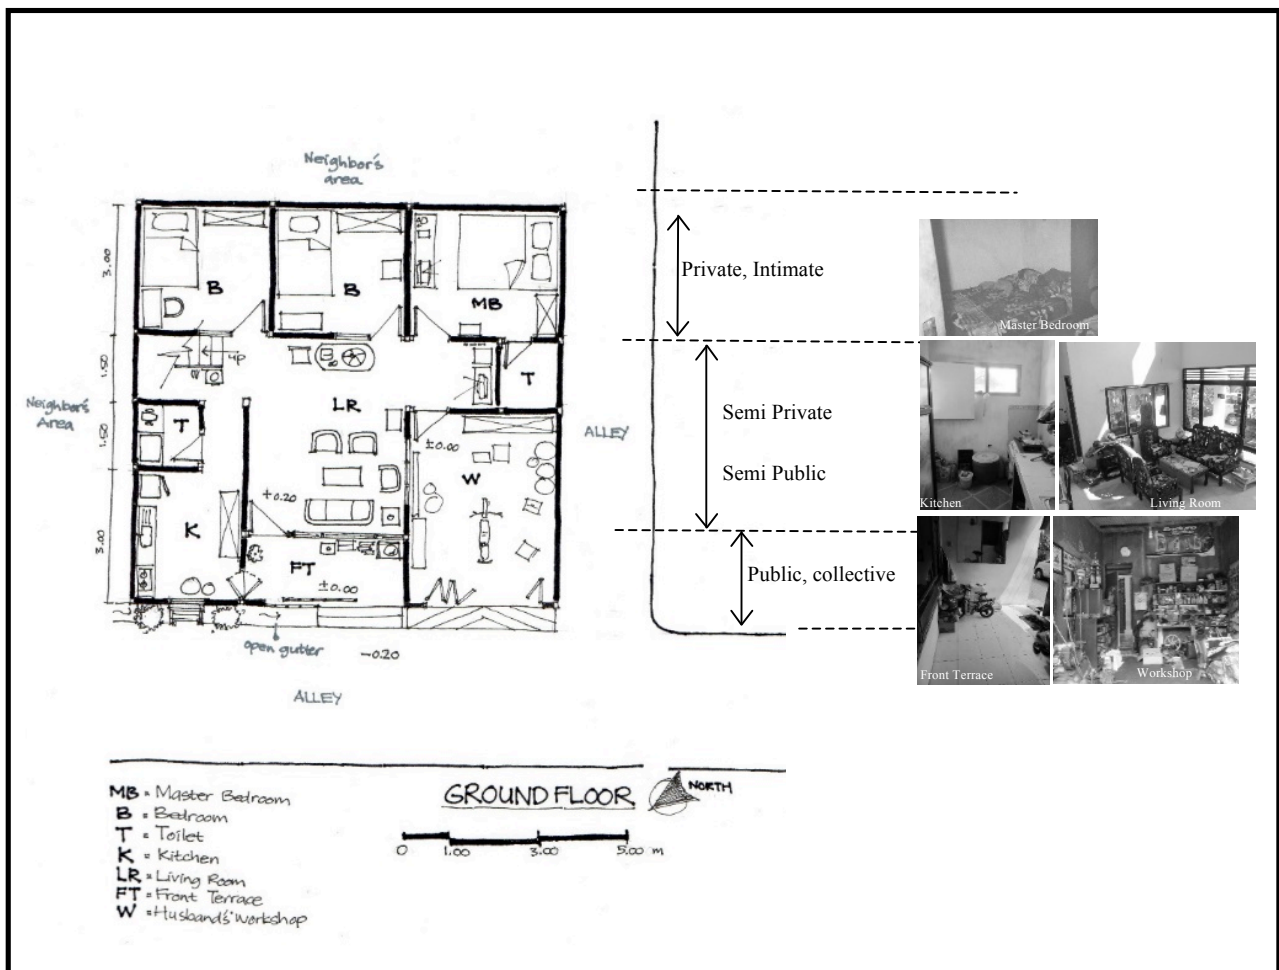 Neighbor's
area
3.00
1.50
1.50
3.00
Neighbor's
Area
B
B
MB
up
T
LR
T
±0.00
W
+0.20
K
FT
±0.00
open gutter
-0.20
ALLEY
ALLEY
Private, Intimate
Semi Private
Semi Public
Public, collective
Master Bedroom
Kitchen
Living Room
Front Terrace
Workshop
MB = Master Bedroom
B = Bedroom
T = Toilet
K = Kitchen
LR = Living Room
FT = Front Terrace
W = Husband's Workshop
GROUND FLOOR
NORTH
0 1.00 3.00 5.00 m